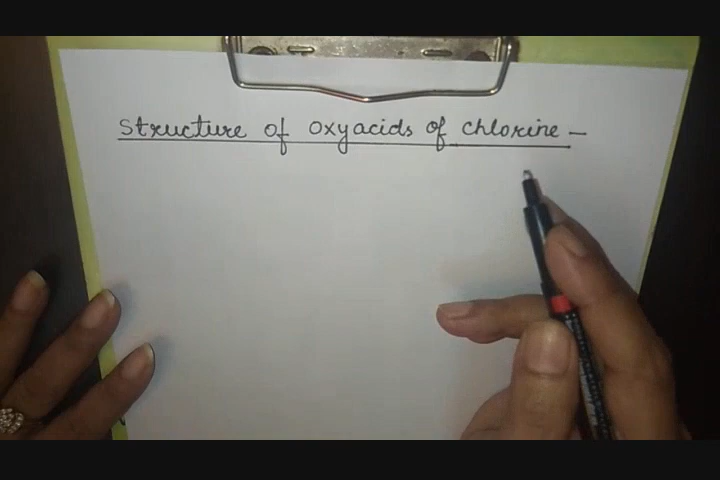 Structure of oxyacids of chlorine –